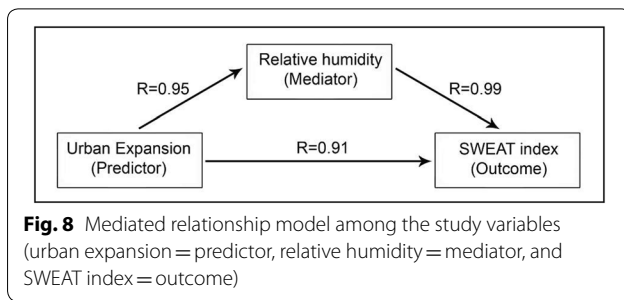 Relative humidity
(Mediator)
R=0.95
R=0.99
Urban Expansion
(Predictor)
R=0.91
SWEAT index
(Outcome)
Fig. 8 Mediated relationship model among the study variables
(urban expansion = predictor, relative humidity = mediator, and
SWEAT index = outcome)